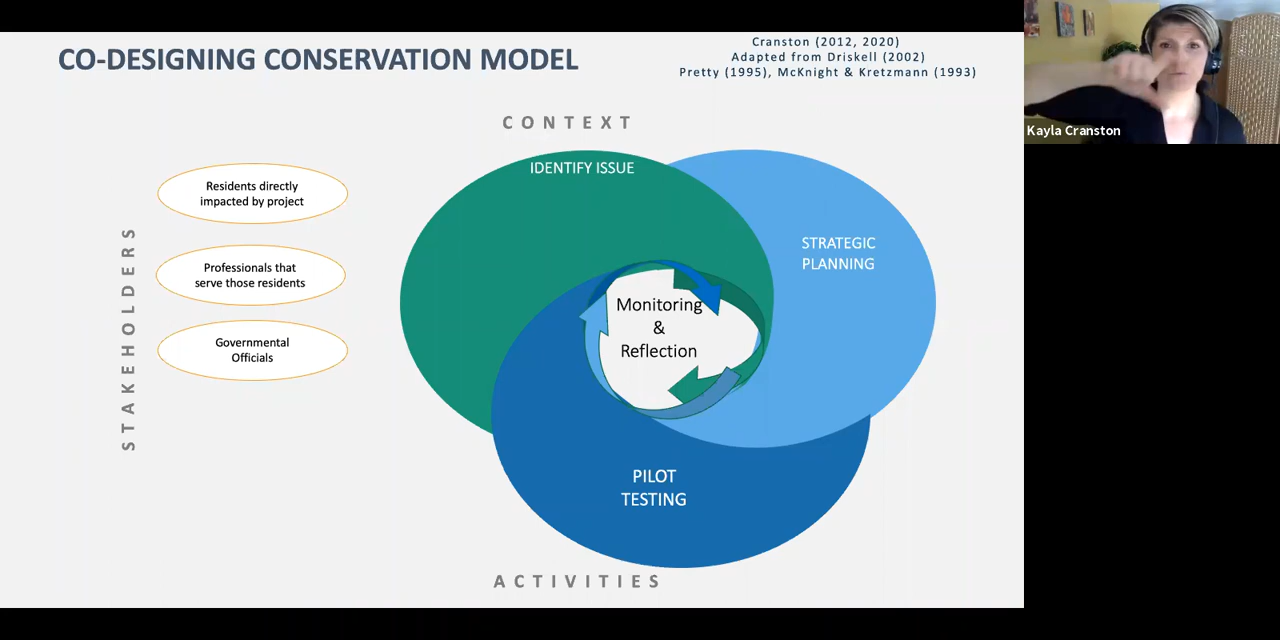 CO-DESIGNING CONSERVATION MODEL
Cranston (2012, 2020)
Adapted from Driskell (2002)
Pretty (1995), McKnight & Kretzmann (1993)
Kayla Cranston
CONTEXT
IDENTIFY ISSUE
STRATEGIC
PLANNING
STAKEHOLDERS
Residents directly
impacted by project
Professionals that
serve those residents
Governmental
Officials
Monitoring
&
Reflection
PILOT
TESTING
ACTIVITIES